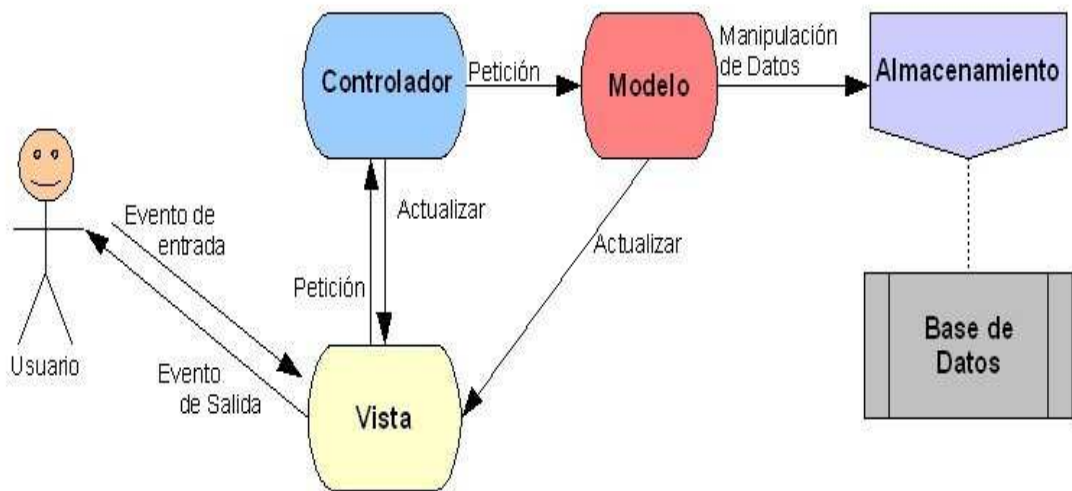 Controlador
Petición
Modelo
Manipulación
de Datos
Almacenamiento
Evento de
entrada
Actualizar
Actualizar
Petición
Usuario
Evento
de Salida
Vista
Base de
Datos